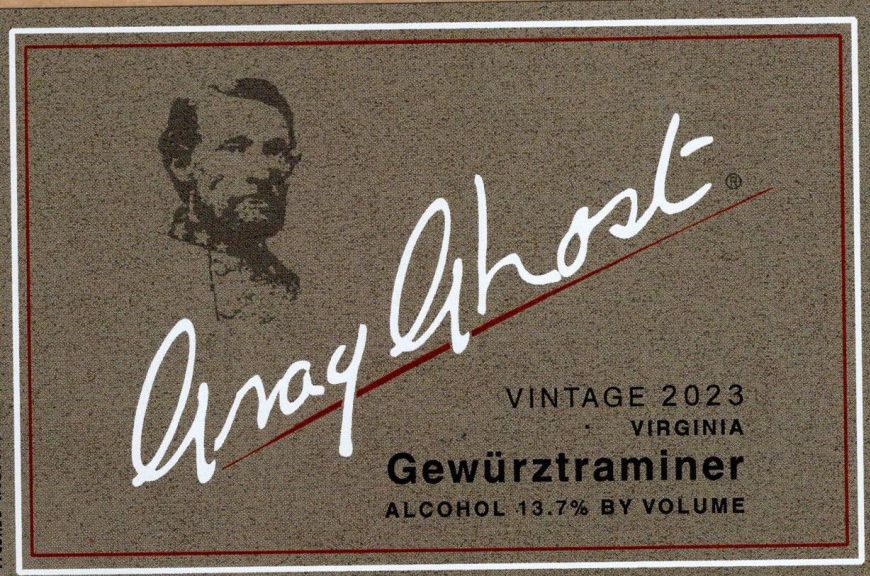 Gray Ghost ®
VINTAGE 2023
VIRGINIA
Gewürztraminer
ALCOHOL 13.7% BY VOLUME